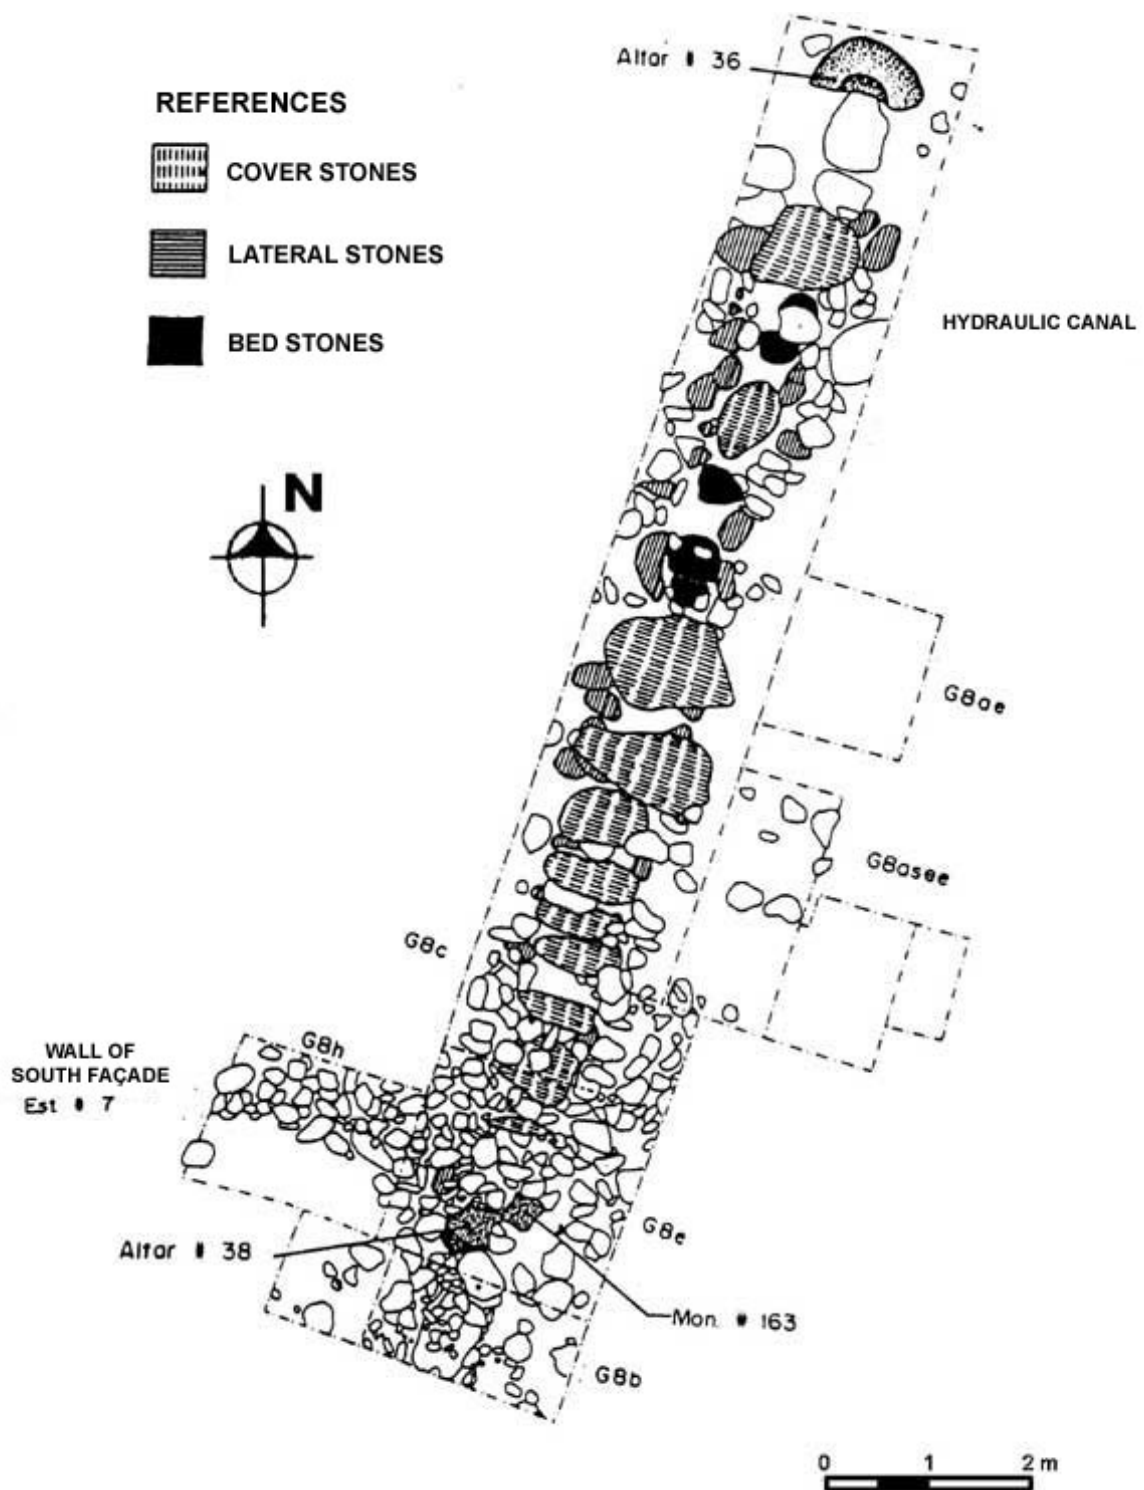 Altar # 36
REFERENCES
COVER STONES
LATERAL STONES
BED STONES
HYDRAULIC CANAL
N
G8ae
G8asee
G8c
G8h
WALL OF
SOUTH FAÇADE
Est # 7
G8e
Altar # 38
Mon. # 163
G8b
0 1 2 m